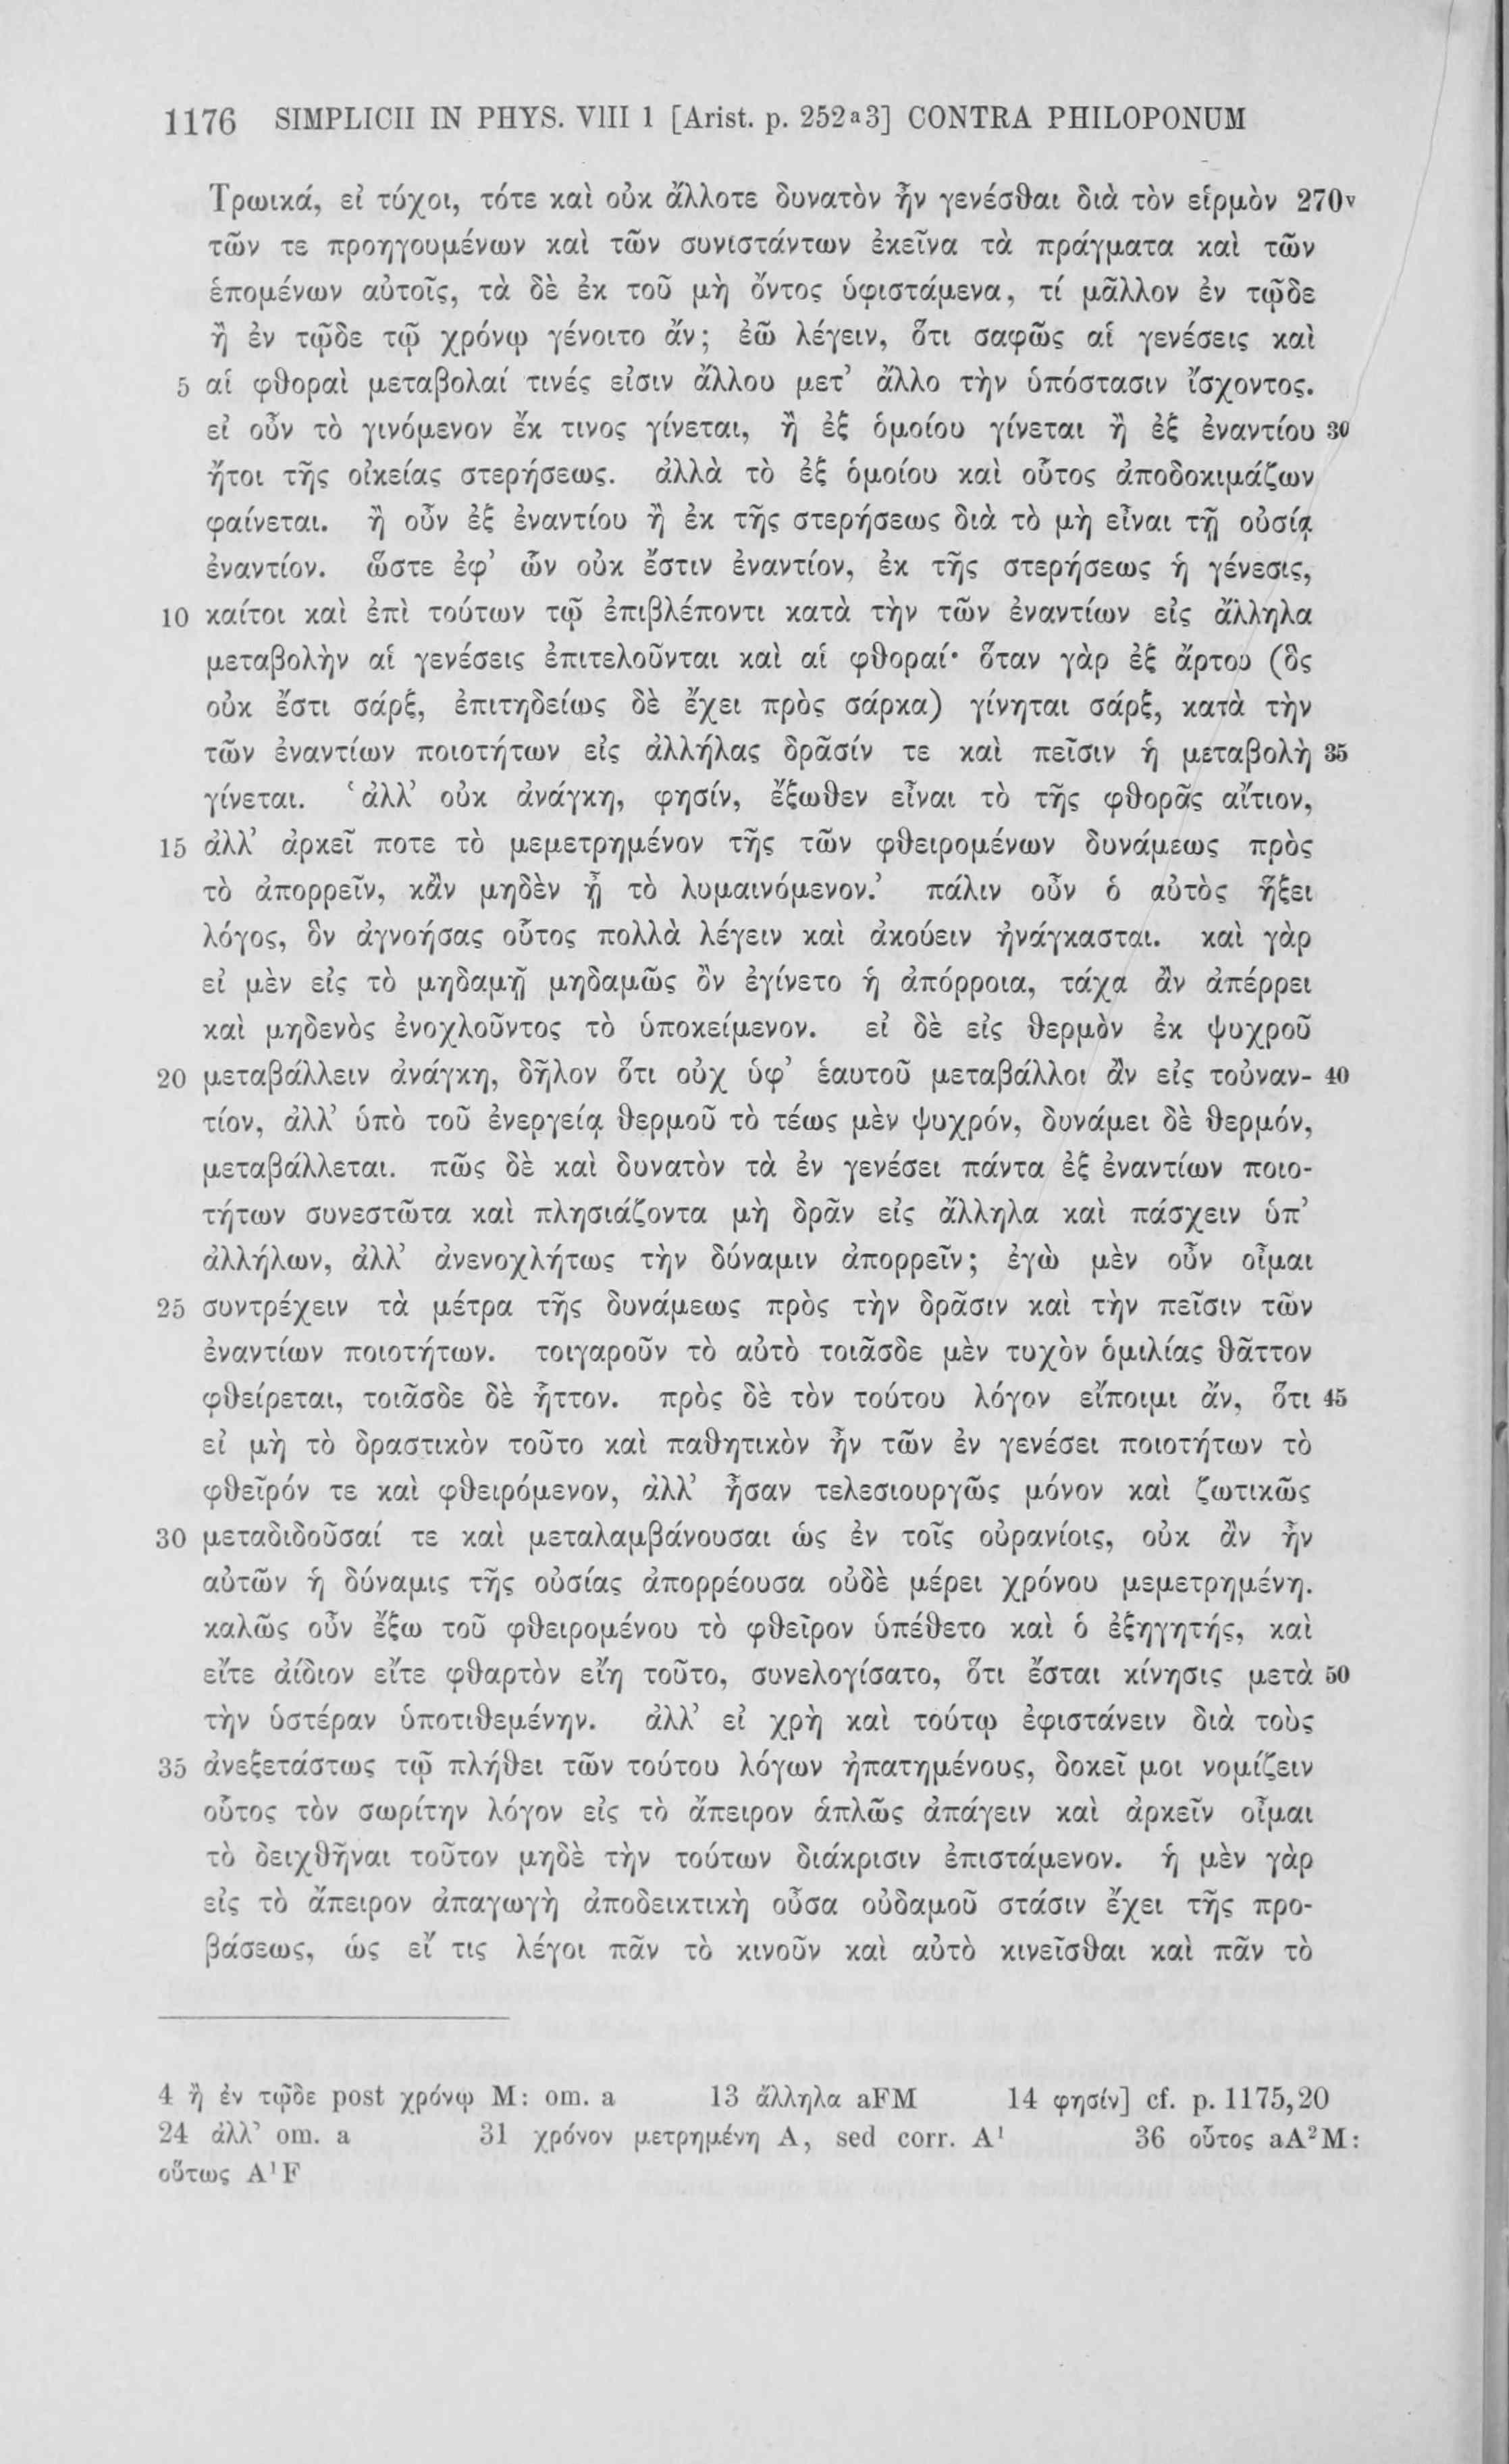 1176 SIMPLICII IN PHYS. VIII 1 [Arist. p. 252ᵃ3] CONTRA PHILOPONUM
Τρωικά, εἰ τύχοι, τότε καὶ οὐκ ἄλλοτε δυνατὸν ἦν γενέσθαι διὰ τὸν εἱρμὸν 270ᵛ
τῶν τε προηγουμένων καὶ τῶν συνιστάντων ἐκεῖνα τὰ πράγματα καὶ τῶν
ἑπομένων αὐτοῖς, τὰ δὲ ἐκ τοῦ μὴ ὄντος ὑφιστάμενα, τί μᾶλλον ἐν τῷδε
ἢ ἐν τῷδε τῷ χρόνῳ γένοιτο ἄν; ἐῶ λέγειν, ὅτι σαφῶς αἱ γενέσεις καὶ
5 αἱ φθοραὶ μεταβολαί τινές εἰσιν ἄλλου μετ’ ἄλλο τὴν ὑπόστασιν ἴσχοντος.
εἰ οὖν τὸ γινόμενον ἔκ τινος γίνεται, ἢ ἐξ ὁμοίου γίνεται ἢ ἐξ ἐναντίου 30
ἤτοι τῆς οἰκείας στερήσεως. ἀλλὰ τὸ ἐξ ὁμοίου καὶ οὗτος ἀποδοκιμάζων
φαίνεται. ἢ οὖν ἐξ ἐναντίου ἢ ἐκ τῆς στερήσεως διὰ τὸ μὴ εἶναι τῇ οὐσίᾳ
ἐναντίον. ὥστε ἐφ’ ὧν οὐκ ἔστιν ἐναντίον, ἐκ τῆς στερήσεως ἡ γένεσις,
10 καίτοι καὶ ἐπὶ τούτων τῷ ἐπιβλέποντι κατὰ τὴν τῶν ἐναντίων εἰς ἄλληλα
μεταβολὴν αἱ γενέσεις ἐπιτελοῦνται καὶ αἱ φθοραί· ὅταν γὰρ ἐξ ἄρτου (ὃς
οὐκ ἔστι σάρξ, ἐπιτηδείως δὲ ἔχει πρὸς σάρκα) γίνηται σάρξ, κατὰ τὴν
τῶν ἐναντίων ποιοτήτων εἰς ἀλλήλας δρᾶσίν τε καὶ πεῖσιν ἡ μεταβολὴ 35
γίνεται. ‘ἀλλ’ οὐκ ἀνάγκη, φησίν, ἔξωθεν εἶναι τὸ τῆς φθορᾶς αἴτιον,
15 ἀλλ’ ἀρκεῖ ποτε τὸ μεμετρημένον τῆς τῶν φθειρομένων δυνάμεως πρὸς
τὸ ἀπορρεῖν, κἂν μηδὲν ᾖ τὸ λυμαινόμενον.’ πάλιν οὖν ὁ αὐτὸς ἥξει
λόγος, ὃν ἀγνοήσας οὗτος πολλὰ λέγειν καὶ ἀκούειν ἠνάγκασται. καὶ γὰρ
εἰ μὲν εἰς τὸ μηδαμῇ μηδαμῶς ὂν ἐγίνετο ἡ ἀπόρροια, τάχα ἂν ἀπέρρει
καὶ μηδενὸς ἐνοχλοῦντος τὸ ὑποκείμενον. εἰ δὲ εἰς θερμὸν ἐκ ψυχροῦ
20 μεταβάλλειν ἀνάγκη, δῆλον ὅτι οὐχ ὑφ’ ἑαυτοῦ μεταβάλλοι ἂν εἰς τοὐναν- 40
τίον, ἀλλ’ ὑπὸ τοῦ ἐνεργείᾳ θερμοῦ τὸ τέως μὲν ψυχρόν, δυνάμει δὲ θερμόν,
μεταβάλλεται. πῶς δὲ καὶ δυνατὸν τὰ ἐν γενέσει πάντα ἐξ ἐναντίων ποιο-
τήτων συνεστῶτα καὶ πλησιάζοντα μὴ δρᾶν εἰς ἄλληλα καὶ πάσχειν ὑπ’
ἀλλήλων, ἀλλ’ ἀνενοχλήτως τὴν δύναμιν ἀπορρεῖν; ἐγὼ μὲν οὖν οἶμαι
25 συντρέχειν τὰ μέτρα τῆς δυνάμεως πρὸς τὴν δρᾶσιν καὶ τὴν πεῖσιν τῶν
ἐναντίων ποιοτήτων. τοιγαροῦν τὸ αὐτὸ τοιᾶσδε μὲν τυχὸν ὁμιλίας θᾶττον
φθείρεται, τοιᾶσδε δὲ ἧττον. πρὸς δὲ τὸν τούτου λόγον εἴποιμι ἄν, ὅτι 45
εἰ μὴ τὸ δραστικὸν τοῦτο καὶ παθητικὸν ἦν τῶν ἐν γενέσει ποιοτήτων τὸ
φθεῖρόν τε καὶ φθειρόμενον, ἀλλ’ ἦσαν τελεσιουργῶς μόνον καὶ ζωτικῶς
30 μεταδιδοῦσαί τε καὶ μεταλαμβάνουσαι ὡς ἐν τοῖς οὐρανίοις, οὐκ ἂν ἦν
αὐτῶν ἡ δύναμις τῆς οὐσίας ἀπορρέουσα οὐδὲ μέρει χρόνου μεμετρημένη.
καλῶς οὖν ἔξω τοῦ φθειρομένου τὸ φθεῖρον ὑπέθετο καὶ ὁ ἐξηγητής, καὶ
εἴτε ἀίδιον εἴτε φθαρτὸν εἴη τοῦτο, συνελογίσατο, ὅτι ἔσται κίνησις μετὰ 50
τὴν ὑστέραν ὑποτιθεμένην. ἀλλ’ εἰ χρὴ καὶ τούτῳ ἐφιστάνειν διὰ τοὺς
35 ἀνεξετάστως τῷ πλήθει τῶν τούτου λόγων ἠπατημένους, δοκεῖ μοι νομίζειν
οὗτος τὸν σωρίτην λόγον εἰς τὸ ἄπειρον ἁπλῶς ἀπάγειν καὶ ἀρκεῖν οἶμαι
τὸ δειχθῆναι τοῦτον μηδὲ τὴν τούτων διάκρισιν ἐπιστάμενον. ἡ μὲν γὰρ
εἰς τὸ ἄπειρον ἀπαγωγὴ ἀποδεικτικὴ οὖσα οὐδαμοῦ στάσιν ἔχει τῆς προ-
βάσεως, ὡς εἴ τις λέγοι πᾶν τὸ κινοῦν καὶ αὐτὸ κινεῖσθαι καὶ πᾶν τὸ
4 ἢ ἐν τῷδε post χρόνῳ M: om. a 13 ἄλληλα aFM 14 φησίν] cf. p. 1175,20
24 ἀλλ’ om. a 31 χρόνον μετρημένη A, sed corr. A¹ 36 οὗτος aA²M:
οὕτως A¹F